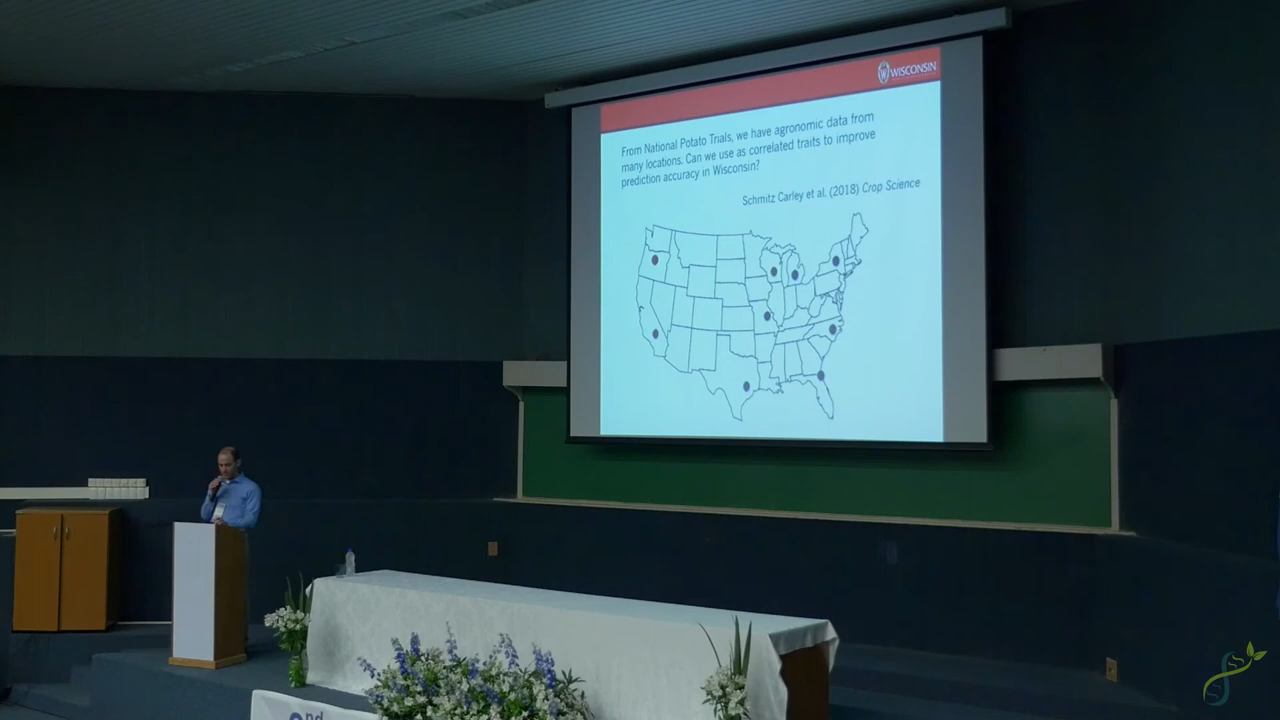 WISCONSIN
From National Potato Trials, we have agronomic data from
many locations. Can we use as correlated traits to improve
prediction accuracy in Wisconsin?
Schmitz Carley et al. (2018) Crop Science
2nd